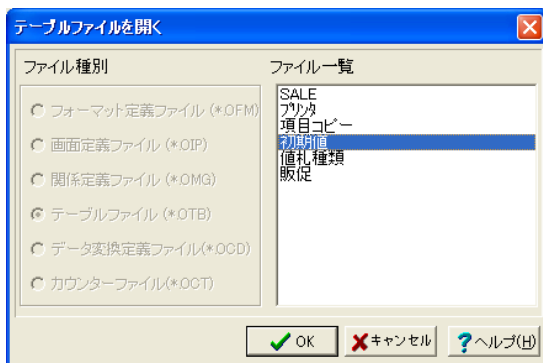 テーブルファイルを開く
ファイル種別
フォーマット定義ファイル (*.OFM)
画面定義ファイル (*.OIP)
関係定義ファイル (*.OMG)
テーブルファイル (*.OTB)
データ変換定義ファイル(*.OCD)
カウンターファイル(*.OCT)
ファイル一覧
SALE
プリンタ
項目コピー
初期値
値札種類
販促
OK
キャンセル
ヘルプ(H)